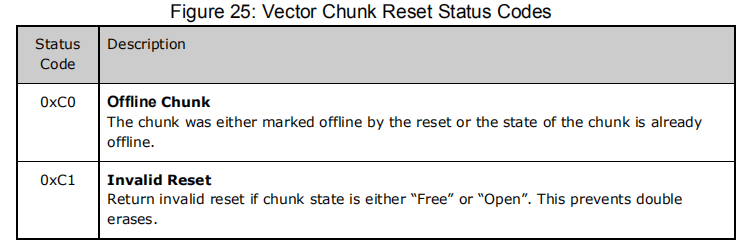 Figure 25: Vector Chunk Reset Status Codes
Status Code
Description
0xC0
Offline Chunk
The chunk was either marked offline by the reset or the state of the chunk is already
offline.
0xC1
Invalid Reset
Return invalid reset if chunk state is either “Free” or “Open”. This prevents double
erases.